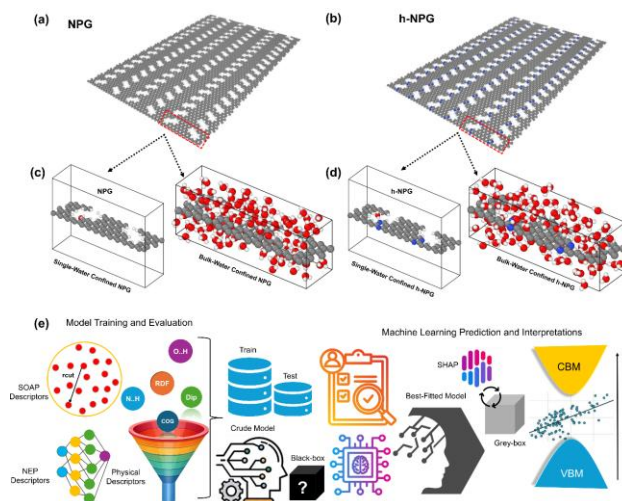 (a) NPG
(b) h-NPG
(c) NPG
Single-Water Confined NPG
Bulk-Water Confined NPG
(d) h-NPG
Single-Water Confined h-NPG
Bulk-Water Confined h-NPG
(e) Model Training and Evaluation
Machine Learning Prediction and Interpretations
rcut
SOAP
Descriptors
O..H
RDF
N..H
Dip
COS
NEP
Descriptors
Physical
Descriptors
Train
Test
Crude Model
Black-box
?
SHAP
Best-Fitted Model
Grey-box
CBM
VBM